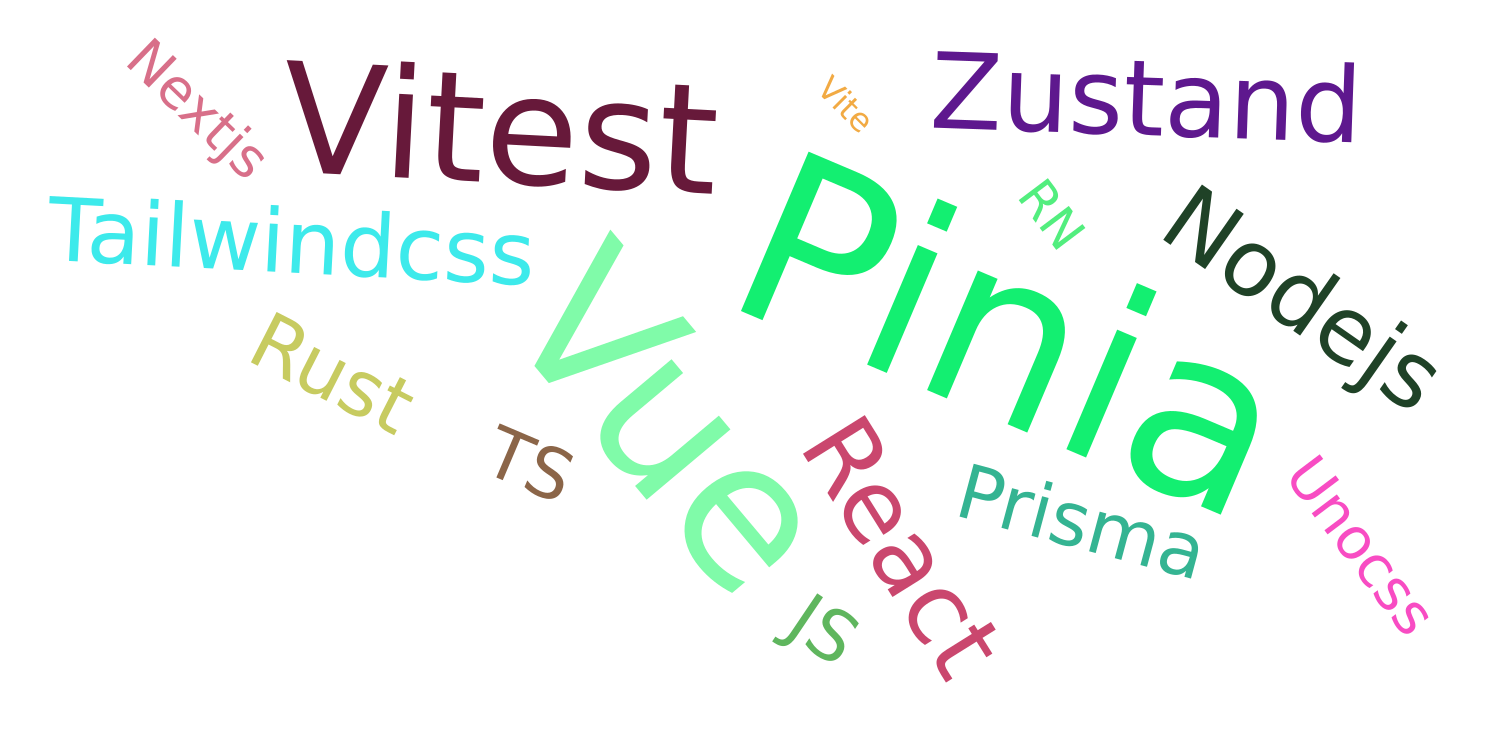 Nextjs
Vitest
Vite
Zustand
Tailwindcss
Pinia
RN
Nodejs
Vue
Rust
TS
React
Prisma
Unocss
JS